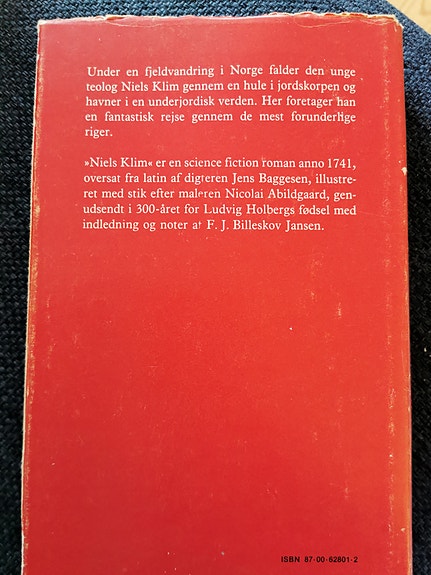 Under en fjeldvandring i Norge falder den unge
teolog Niels Klim gennem en hule i jordskorpen og
havner i en underjordisk verden. Her foretager han
en fantastisk rejse gennem de mest forunderlige
riger.
»Niels Klim« er en science fiction roman anno 1741,
oversat fra latin af digteren Jens Baggesen, illustre-
ret med stik efter maleren Nicolai Abildgaard, gen-
udsendt i 300-året for Ludvig Holbergs fødsel med
indledning og noter af F. J. Billeskov Jansen.
ISBN 87-00-62801-2